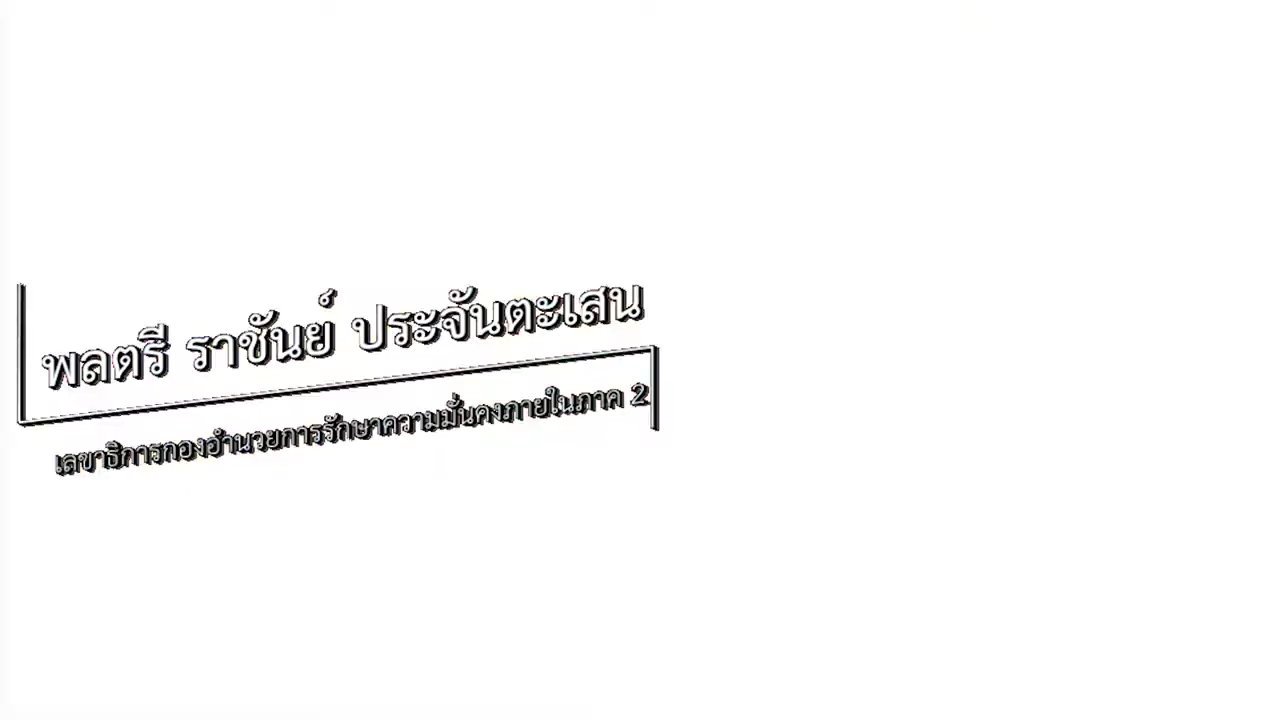 พลตรี ราชันย์ ประจันตะเสน
เลขาธิการกองอำนวยการรักษาความมั่นคงภายในภาค 2